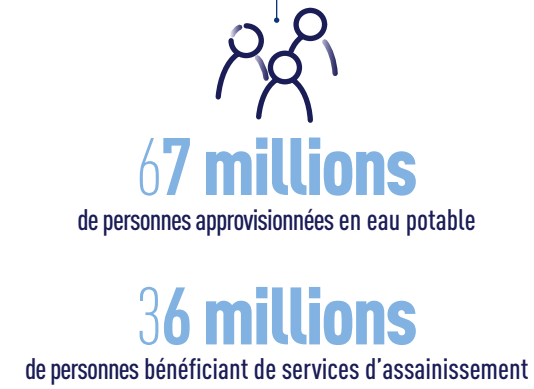 67 millions
de personnes approvisionnées en eau potable
36 millions
de personnes bénéficiant de services d’assainissement